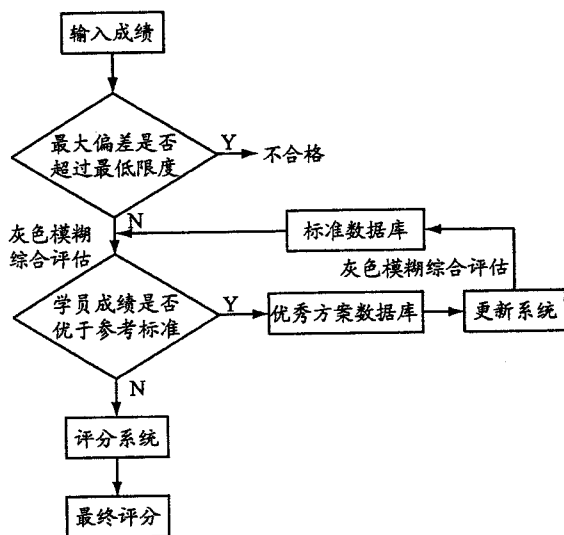 输入成绩
最大偏差是否
超过最低限度
Y
不合格
N
灰色模糊
综合评估
标准数据库
灰色模糊综合评估
学员成绩是否
优于参考标准
Y
优秀方案数据库
更新系统
N
评分系统
最终评分